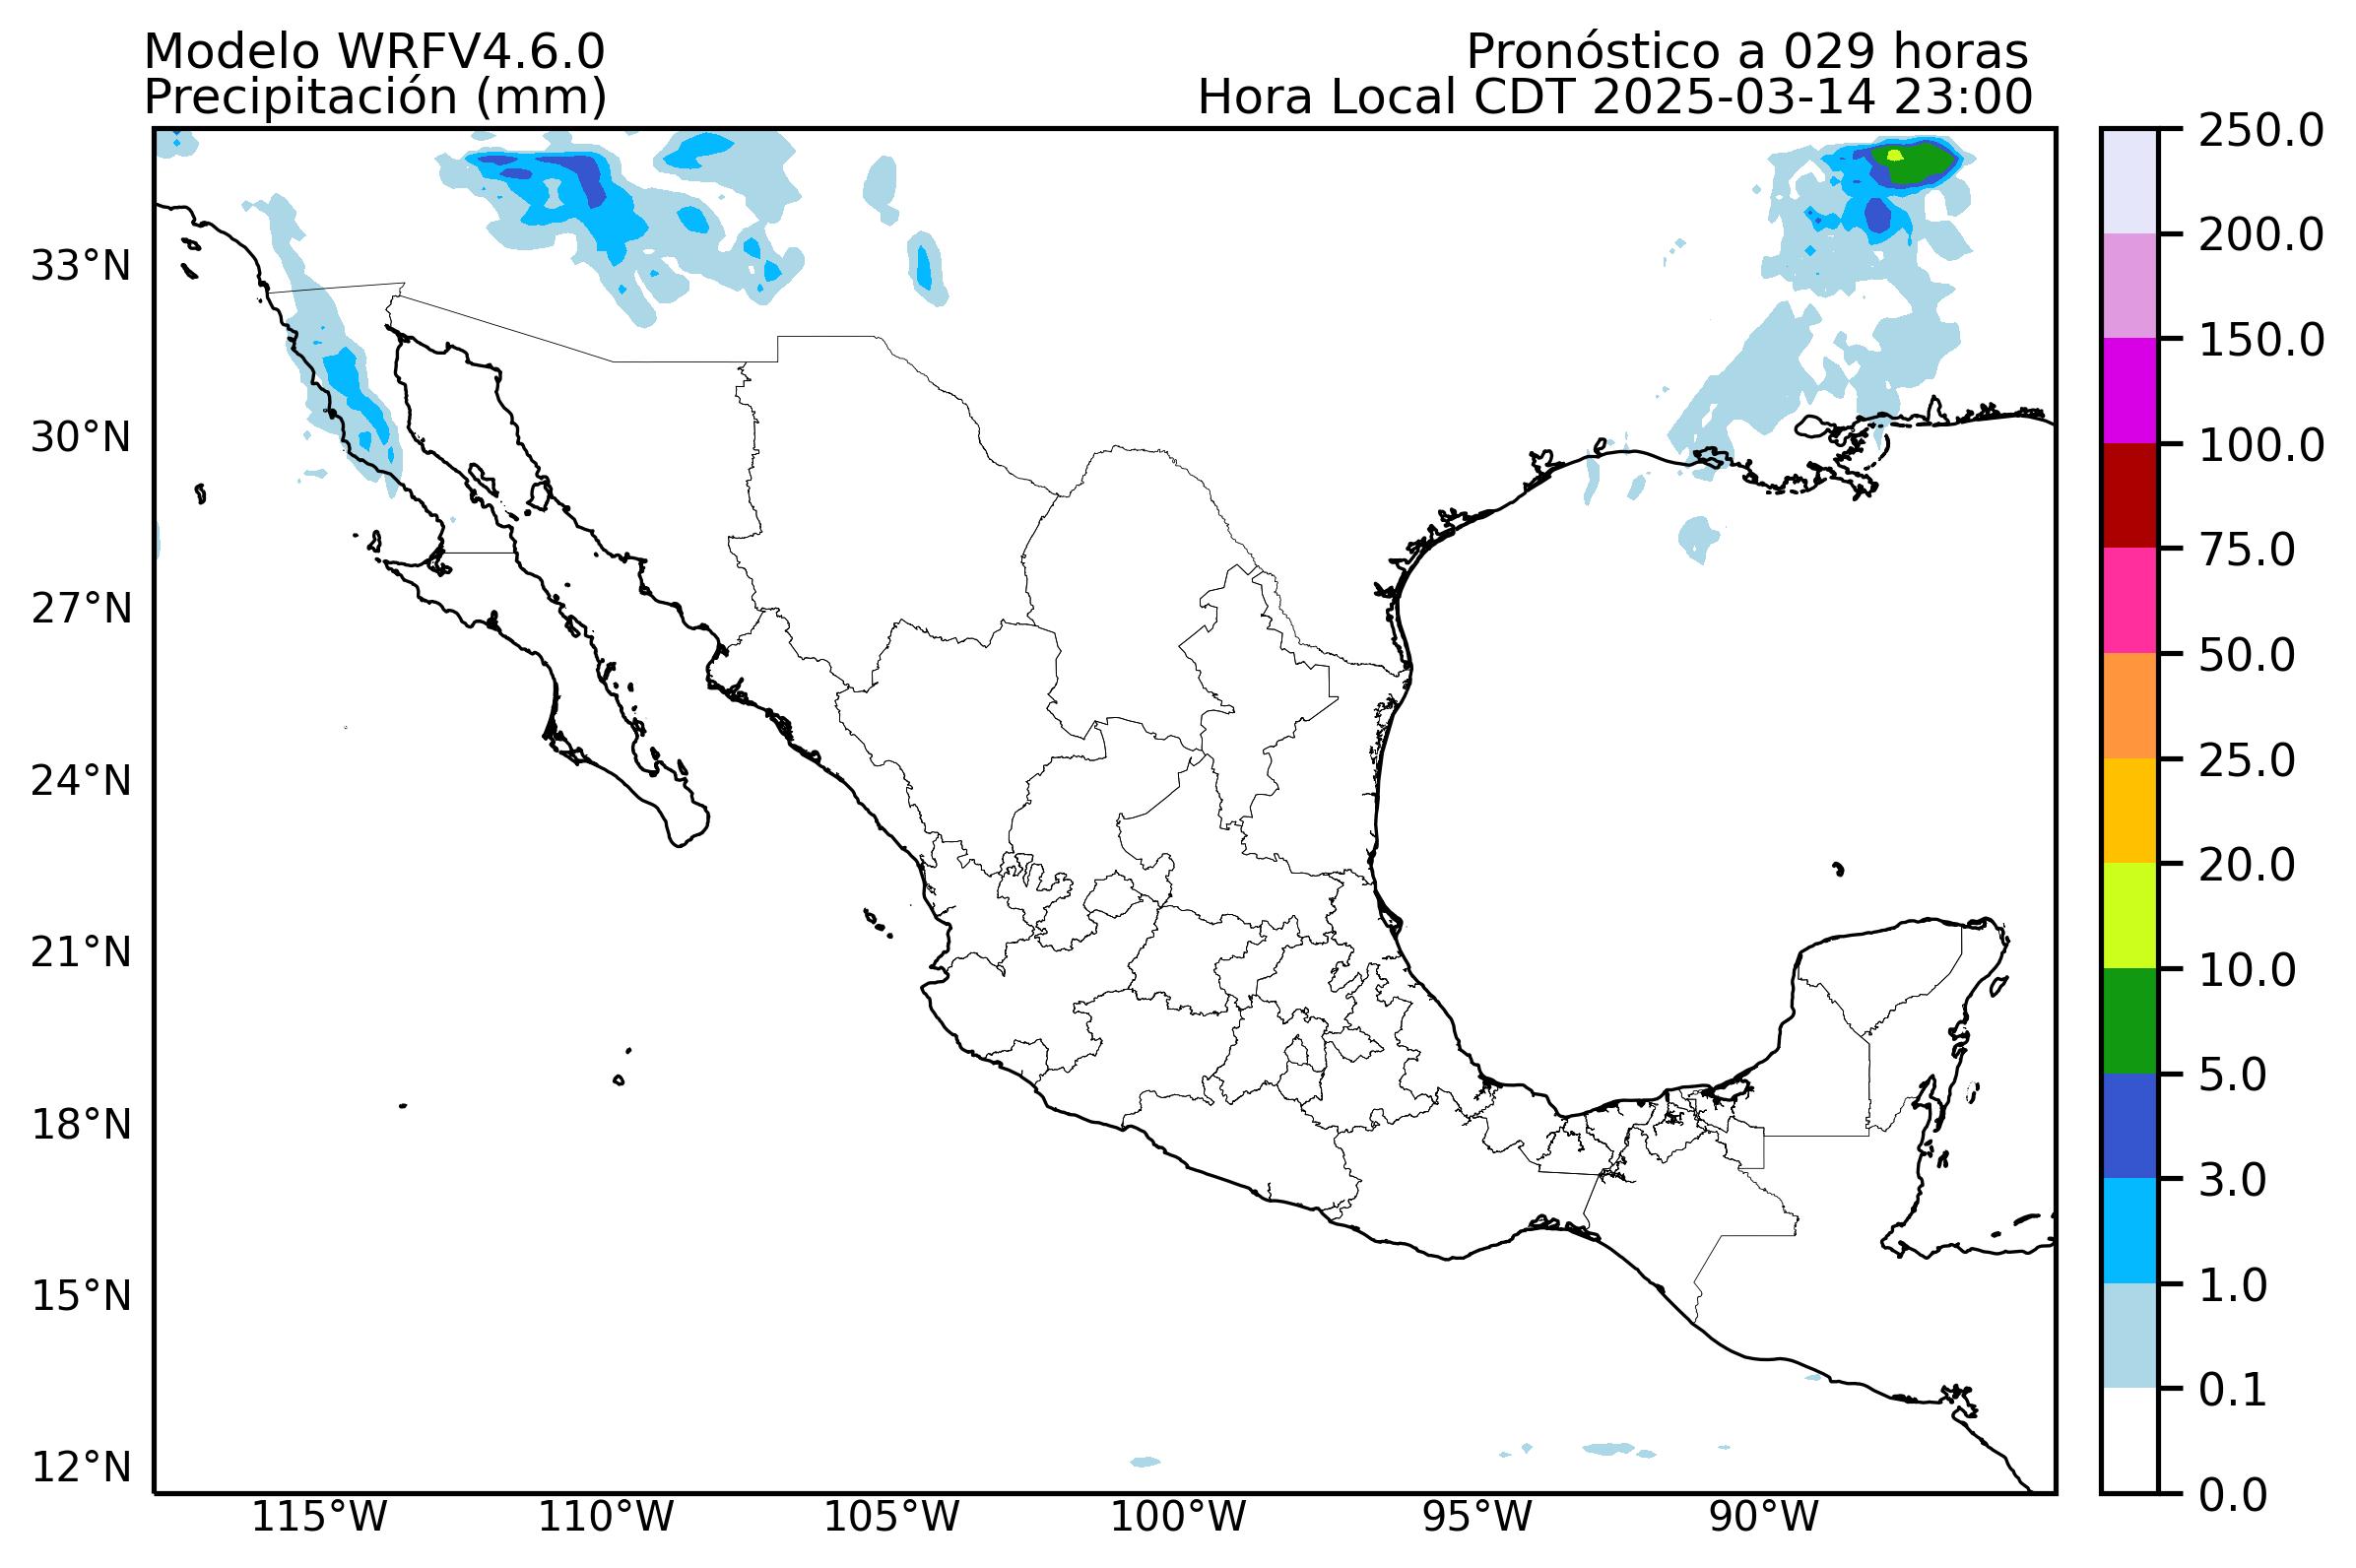 Modelo WRFV4.6.0
Pronóstico a 029 horas
Precipitación (mm)
Hora Local CDT 2025-03-14 23:00
33°N
30°N
27°N
24°N
21°N
18°N
15°N
12°N
115°W
110°W
105°W
100°W
95°W
90°W
250.0
200.0
150.0
100.0
75.0
50.0
25.0
20.0
10.0
5.0
3.0
1.0
0.1
0.0